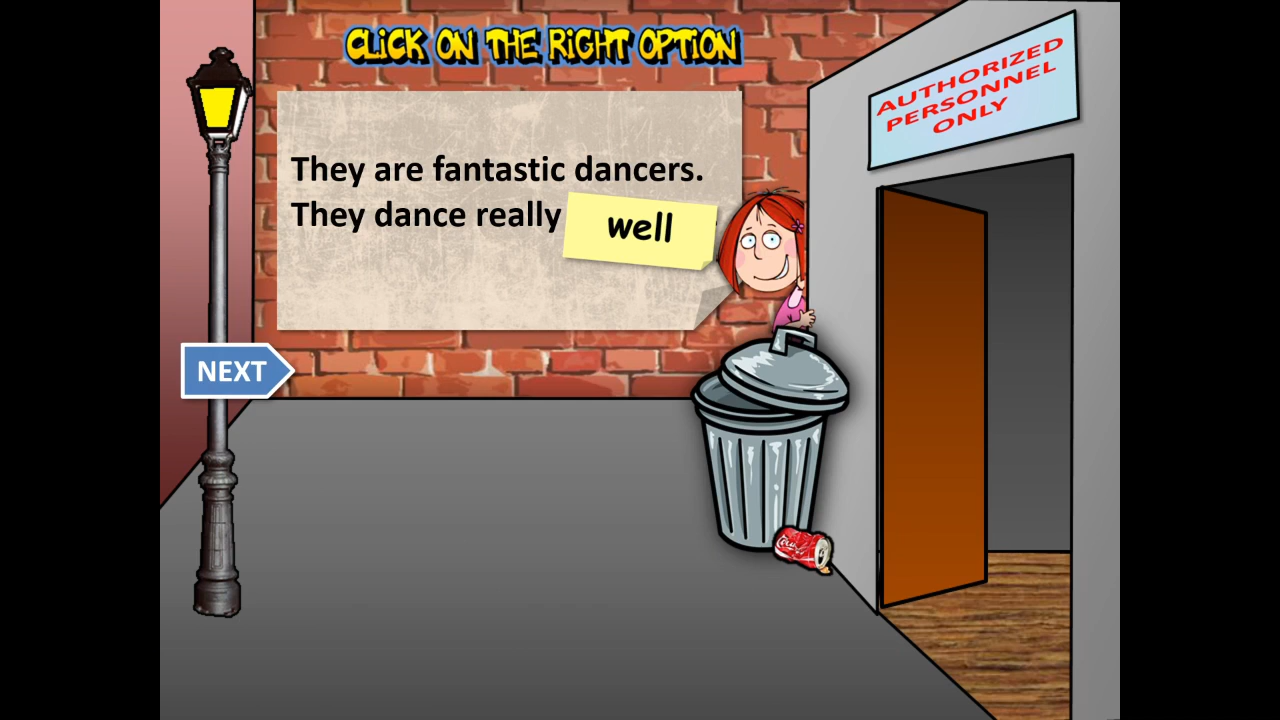 CLICK ON THE RIGHT OPTION
AUTHORIZED
PERSONNEL
ONLY
They are fantastic dancers.
They dance really well
NEXT